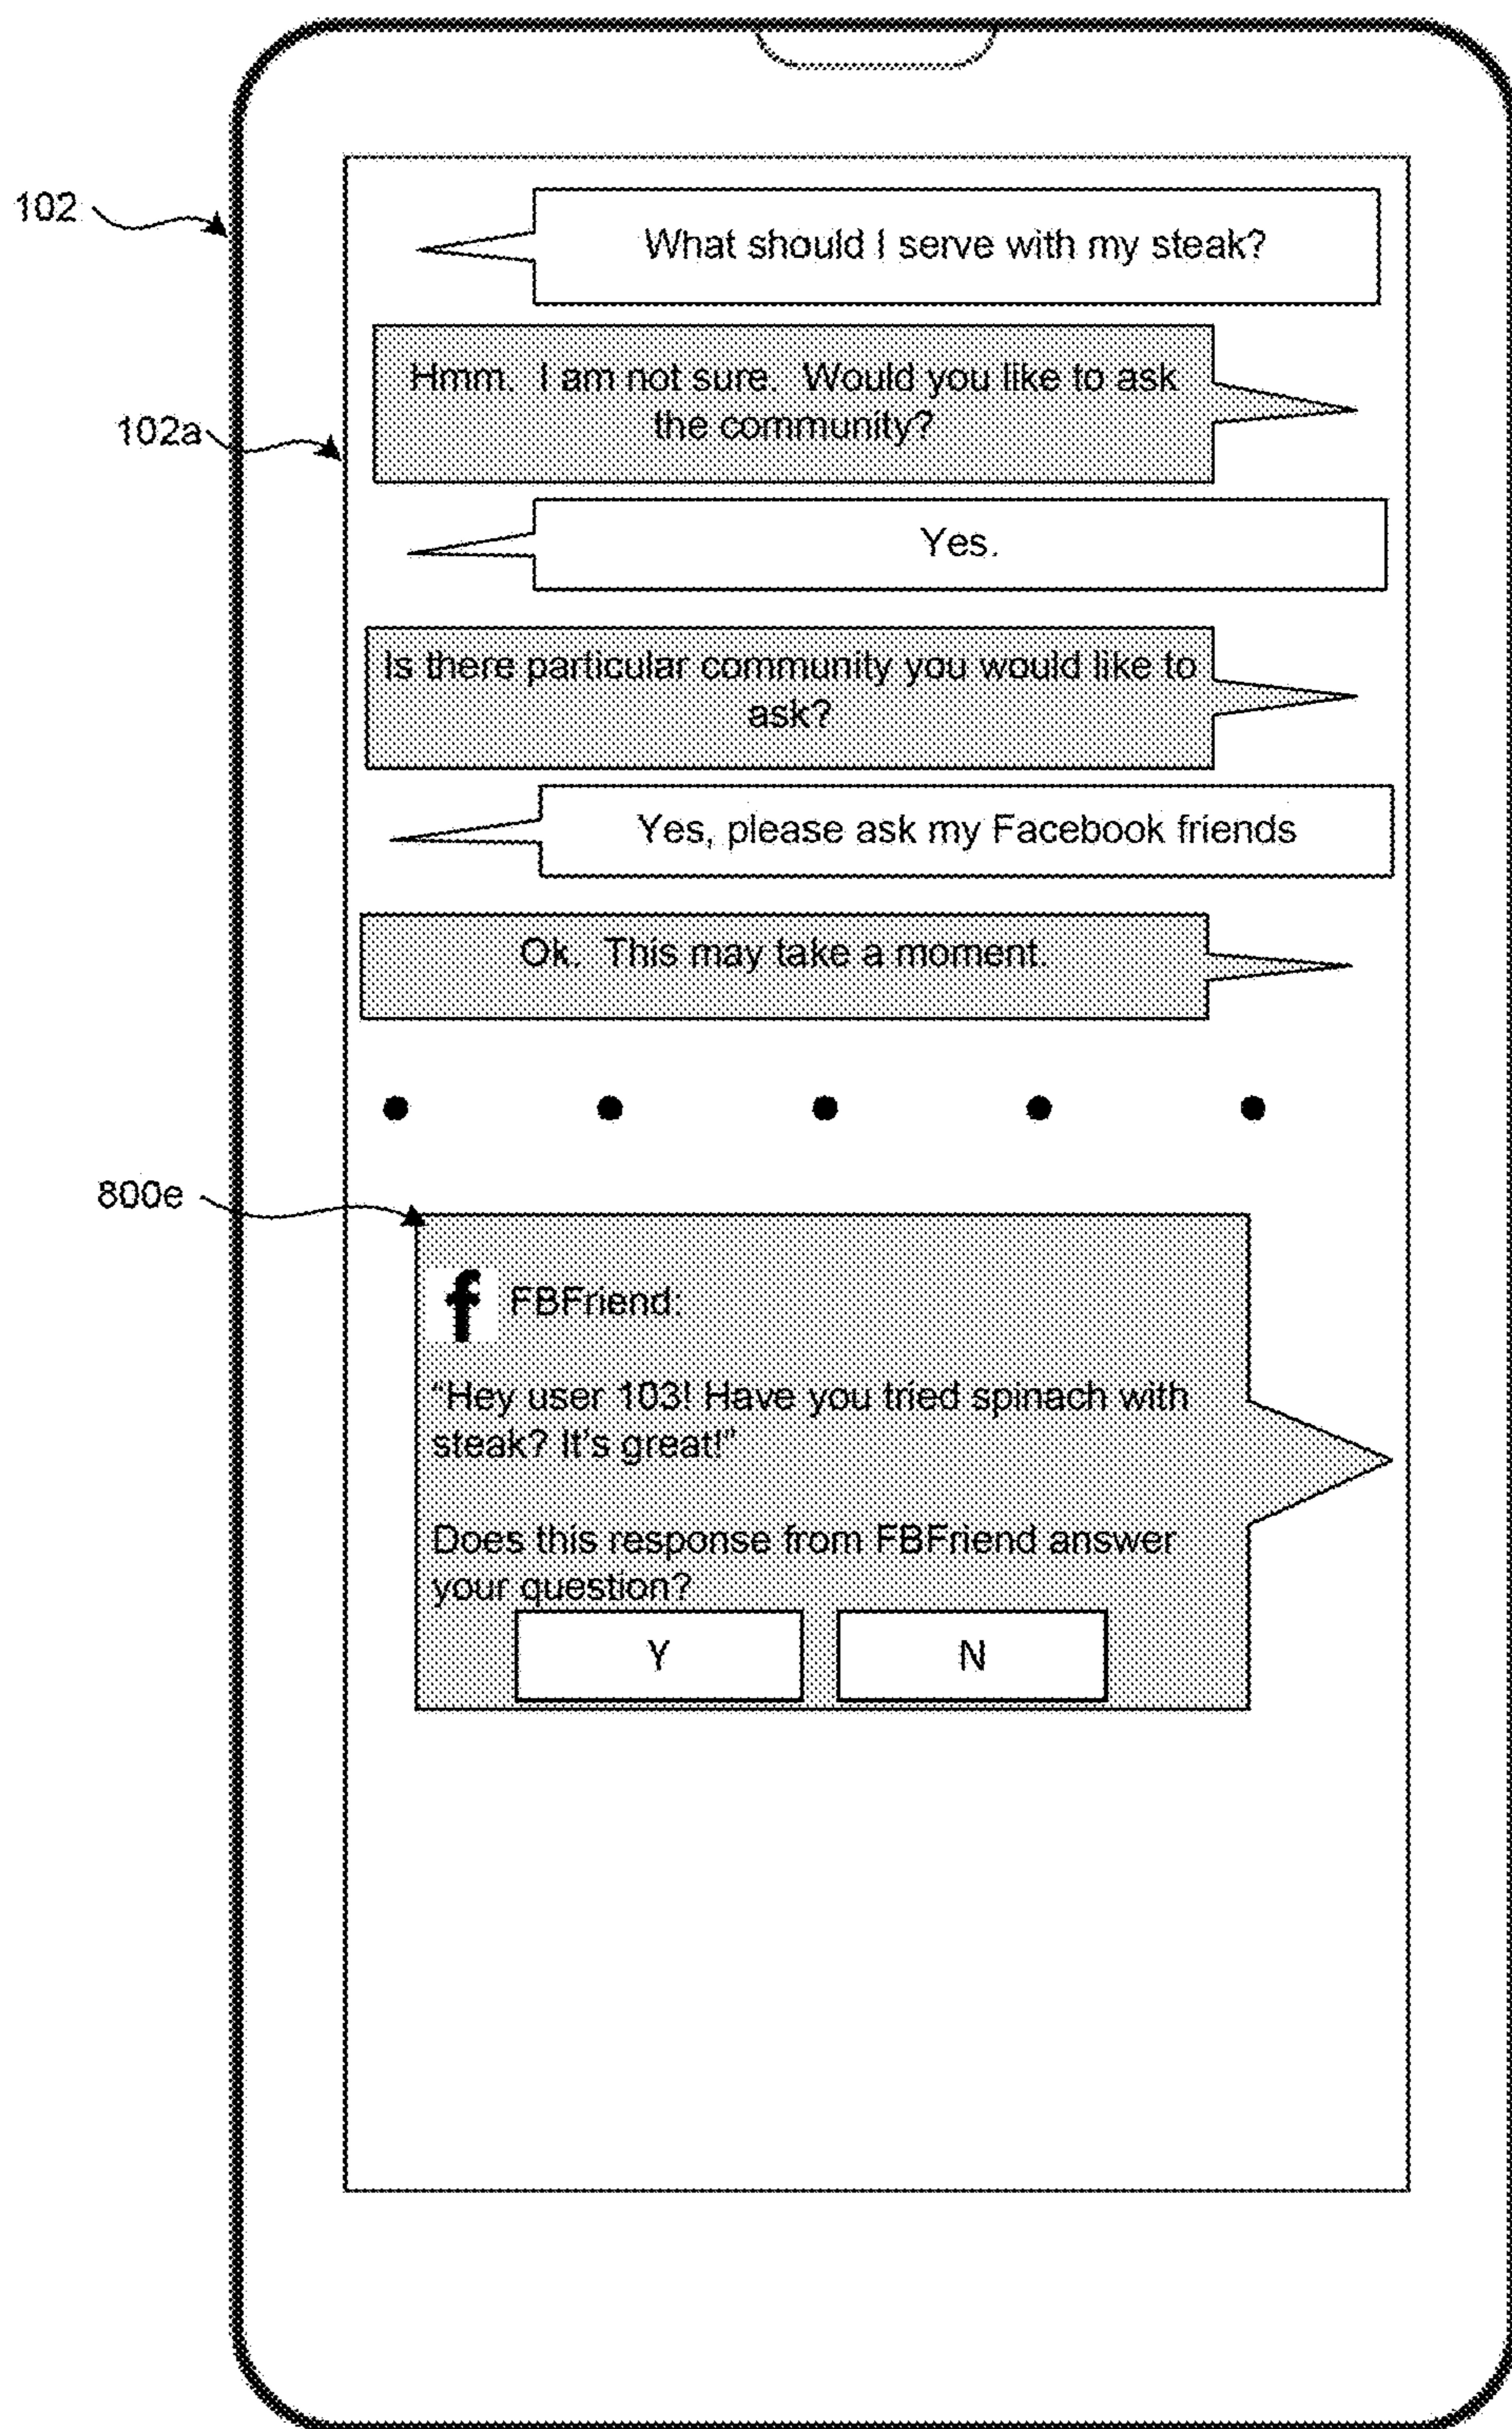 102
What should I serve with my steak?
Hmm. I am not sure. Would you like to ask
the community?
102a
Yes.
Is there particular community you would like to
ask?
Yes, please ask my Facebook friends
Ok. This may take a moment.
800e
f FBFriend:
“Hey user 103! Have you tried spinach with
steak? It's great!”
Does this response from FBFriend answer
your question?
Y N